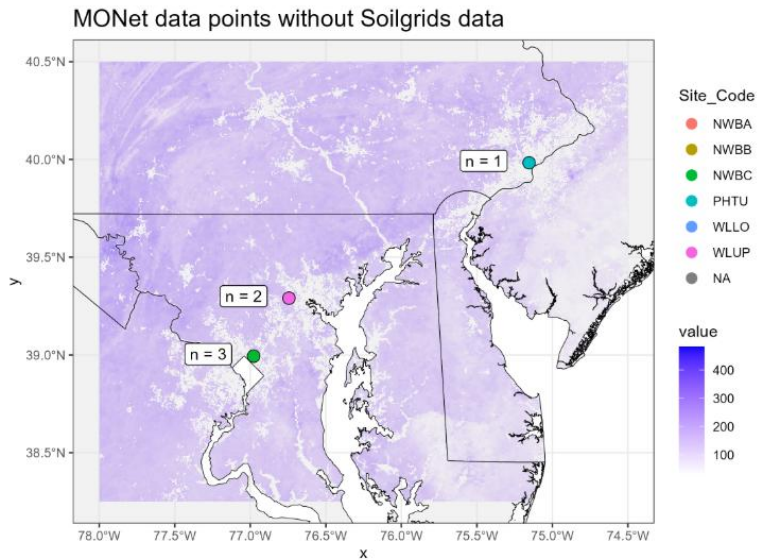 MONet data points without Soilgrids data
40.5°N
40.0°N
39.5°N
39.0°N
38.5°N
y
n = 1
n = 2
n = 3
78.0°W
77.5°W
77.0°W
76.5°W
76.0°W
75.5°W
75.0°W
74.5°W
x
Site_Code
NWBA
NWBB
NWBC
PHTU
WLLO
WLUP
NA
value
400
300
200
100